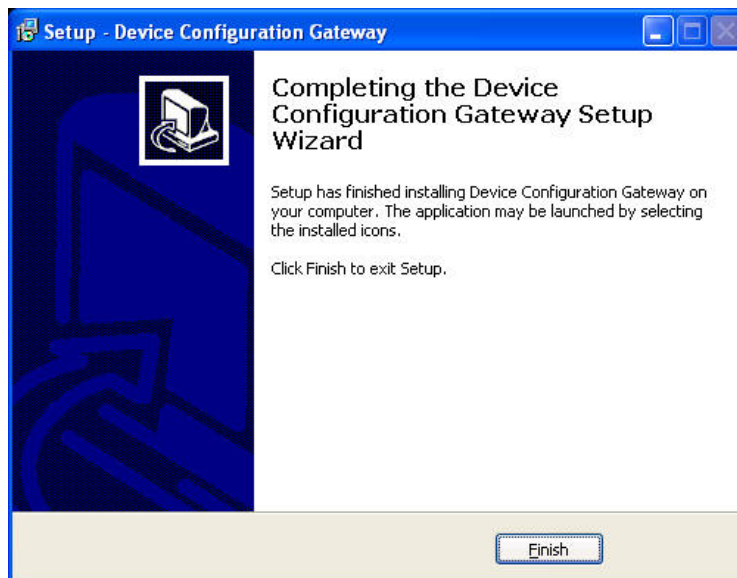 Setup - Device Configuration Gateway
Completing the Device
Configuration Gateway Setup
Wizard
Setup has finished installing Device Configuration Gateway on
your computer. The application may be launched by selecting
the installed icons.
Click Finish to exit Setup.
Finish